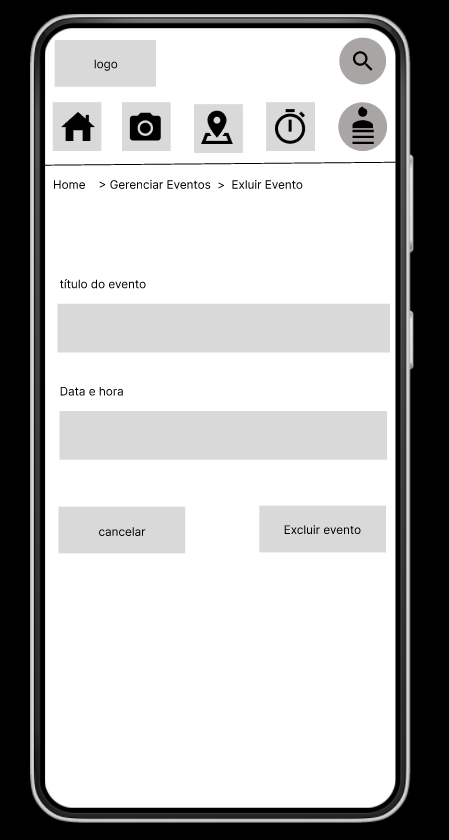 logo
Home > Gerenciar Eventos > Exluir Evento
título do evento
Data e hora
cancelar
Excluir evento